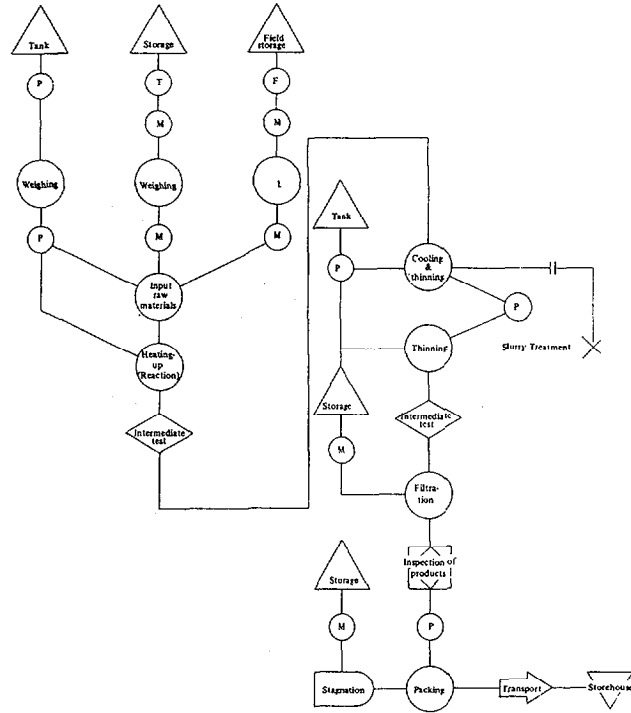 Tank
Storage
Field
storage
P
T
F
M
M
Weighing
Weighing
1
P
M
M
Input
raw
materials
Heating-
up
(Reaction)
Intermediate
test
Tank
P
Cooling
&
thinning
P
Thinning
Slurry Treatment
Storage
Intermediate
test
M
Filtra-
tion
Storage
Inspection of
products
M
P
Stagnation
Packing
Transport
Storehouse